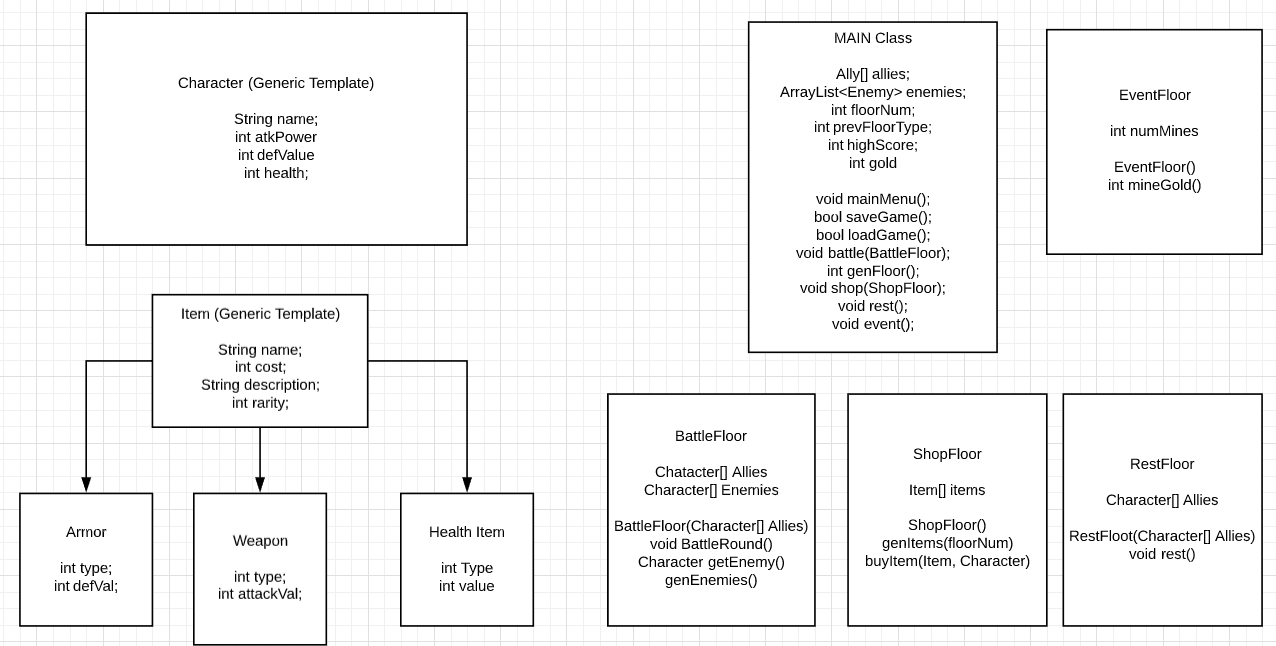 Character (Generic Template)
String name;
int atkPower
int defValue
int health;
Item (Generic Template)
String name;
int cost;
String description;
int rarity;
Armor
int type;
int defVal;
Weapon
int type;
int attackVal;
Health Item
int Type
int value
MAIN Class
Ally[] allies;
ArrayList<Enemy> enemies;
int floorNum;
int prevFloorType;
int highScore;
int gold
void mainMenu();
bool saveGame();
bool loadGame();
void battle(BattleFloor);
int genFloor();
void shop(ShopFloor);
void rest();
void event();
EventFloor
int numMines
EventFloor()
int mineGold()
BattleFloor
Chatacter[] Allies
Character[] Enemies
BattleFloor(Character[] Allies)
void BattleRound()
Character getEnemy()
genEnemies()
ShopFloor
Item[] items
ShopFloor()
genItems(floorNum)
buyItem(Item, Character)
RestFloor
Character[] Allies
RestFloot(Character[] Allies)
void rest()